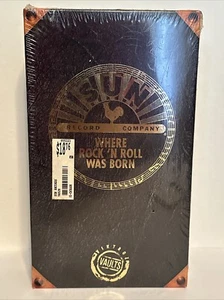 SUN
RECORD COMPANY
WHERE
ROCK 'N ROLL
WAS BORN
VINTAGE
VAULTS